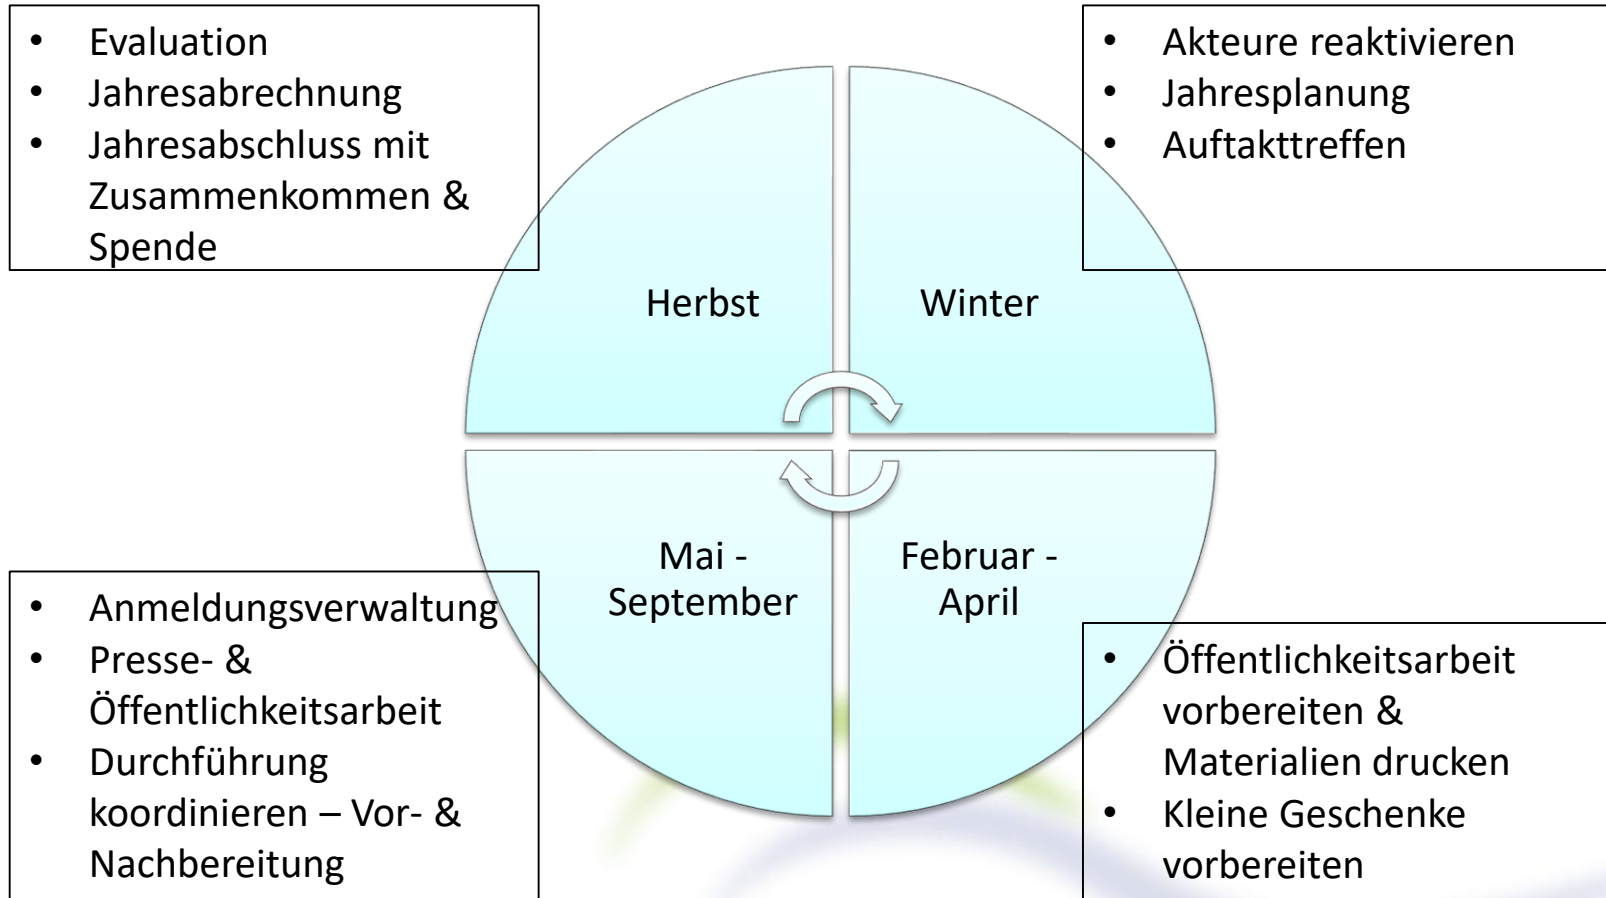 • Evaluation
• Jahresabrechnung
• Jahresabschluss mit
Zusammenkommen &
Spende
• Akteure reaktivieren
• Jahresplanung
• Auftakttreffen
Herbst
Winter
Mai -
September
Februar -
April
• Anmeldungsverwaltung
• Presse- &
Öffentlichkeitsarbeit
• Durchführung
koordinieren – Vor- &
Nachbereitung
• Öffentlichkeitsarbeit
vorbereiten &
Materialien drucken
• Kleine Geschenke
vorbereiten